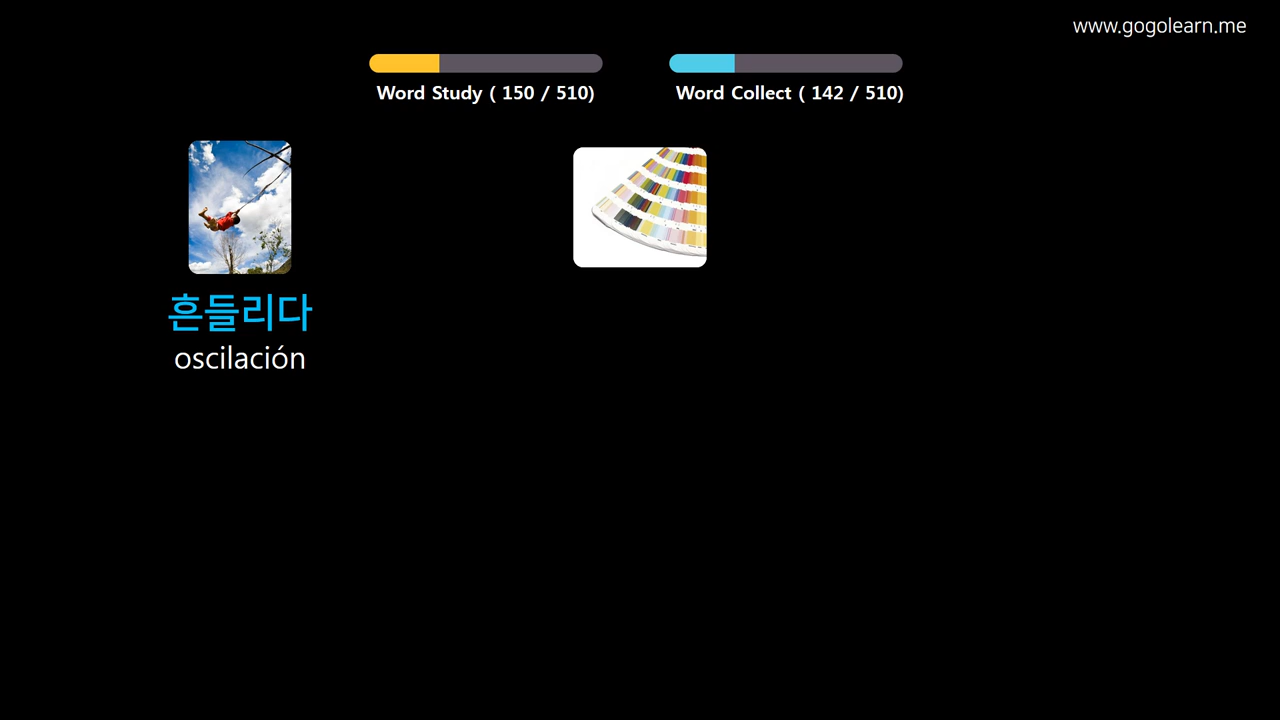 www.gogolearn.me
Word Study ( 150 / 510)
Word Collect ( 142 / 510)
흔들리다
oscilación